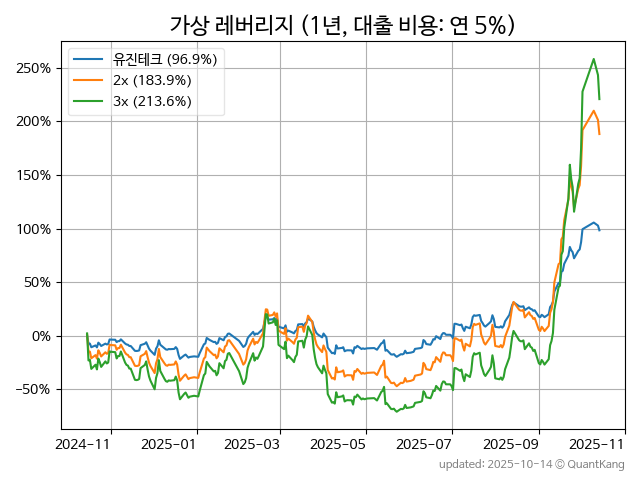 가상 레버리지 (1년, 대출 비용: 연 5%)
유진테크 (96.9%)
2x (183.9%)
3x (213.6%)
250%
200%
150%
100%
50%
0%
−50%
2024-11
2025-01
2025-03
2025-05
2025-07
2025-09
2025-11
updated: 2025-10-14 © QuantKang